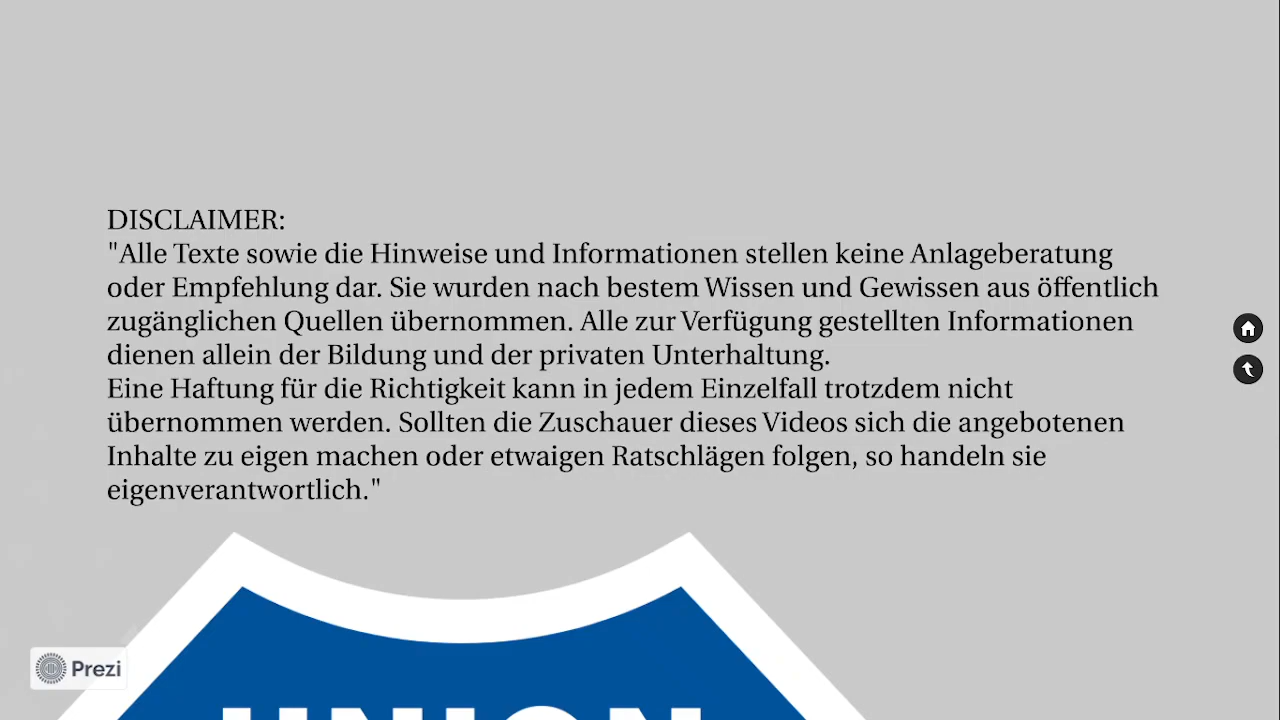 DISCLAIMER:
"Alle Texte sowie die Hinweise und Informationen stellen keine Anlageberatung
oder Empfehlung dar. Sie wurden nach bestem Wissen und Gewissen aus öffentlich
zugänglichen Quellen übernommen. Alle zur Verfügung gestellten Informationen
dienen allein der Bildung und der privaten Unterhaltung.
Eine Haftung für die Richtigkeit kann in jedem Einzelfall trotzdem nicht
übernommen werden. Sollten die Zuschauer dieses Videos sich die angebotenen
Inhalte zu eigen machen oder etwaigen Ratschlägen folgen, so handeln sie
eigenverantwortlich."
Prezi
UNION